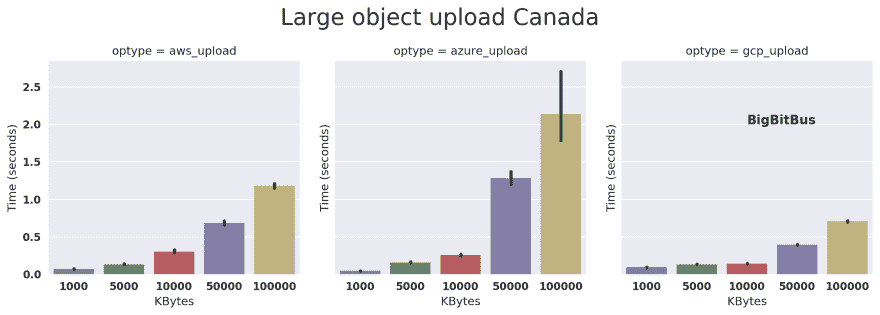 Large object upload Canada
optype = aws_upload
optype = azure_upload
optype = gcp_upload
Time (seconds)
2.5
2.0
1.5
1.0
0.5
0.0
1000 5000 10000 50000 100000
KBytes
Time (seconds)
1000 5000 10000 50000 100000
KBytes
Time (seconds)
BigBitBus
1000 5000 10000 50000 100000
KBytes